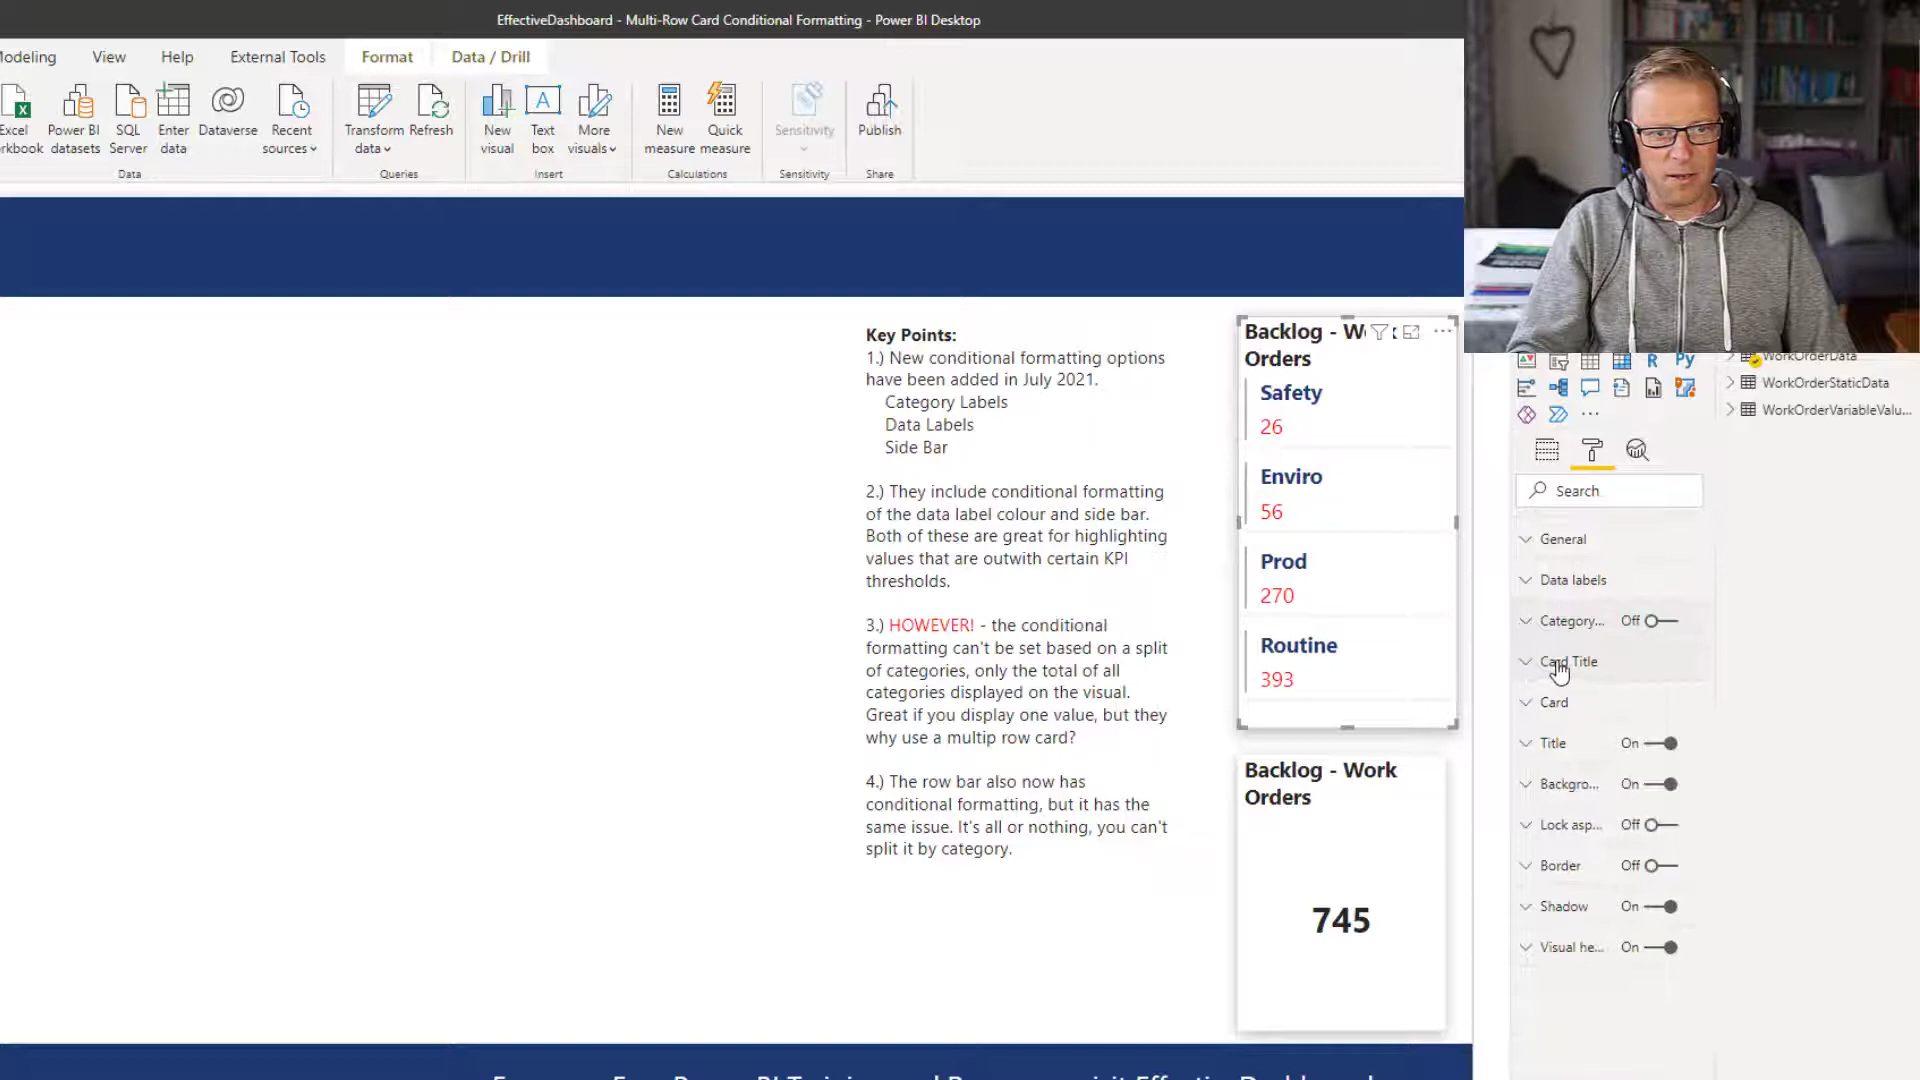 EffectiveDashboard - Multi-Row Card Conditional Formatting - Power BI Desktop
Modeling View Help External Tools Format Data / Drill
Excel Power BI SQL Enter Dataverse Recent Transform Refresh New Text More New Quick Sensitivity Publish
datasets Server data sources data visual box visuals measure measure
Data Queries Insert Calculations Sensitivity Share
Key Points:
1.) New conditional formatting options
have been added in July 2021.
Category Labels
Data Labels
Side Bar
2.) They include conditional formatting
of the data label colour and side bar.
Both of these are great for highlighting
values that are outwith certain KPI
thresholds.
3.) HOWEVER! - the conditional
formatting can't be set based on a split
of categories, only the total of all
categories displayed on the visual.
Great if you display one value, but they
why use a multip row card?
4.) The row bar also now has
conditional formatting, but it has the
same issue. It's all or nothing, you can't
split it by category.
Backlog - W
Orders
Safety
26
Enviro
56
Prod
270
Routine
393
Backlog - Work
Orders
745
R Py
WorkOrderData
WorkOrderStaticData
WorkOrderVariableValu...
Search
General
Data labels
Category... Off
Card Title
Card
Title On
Backgro... On
Lock asp... Off
Border Off
Shadow On
Visual he... On